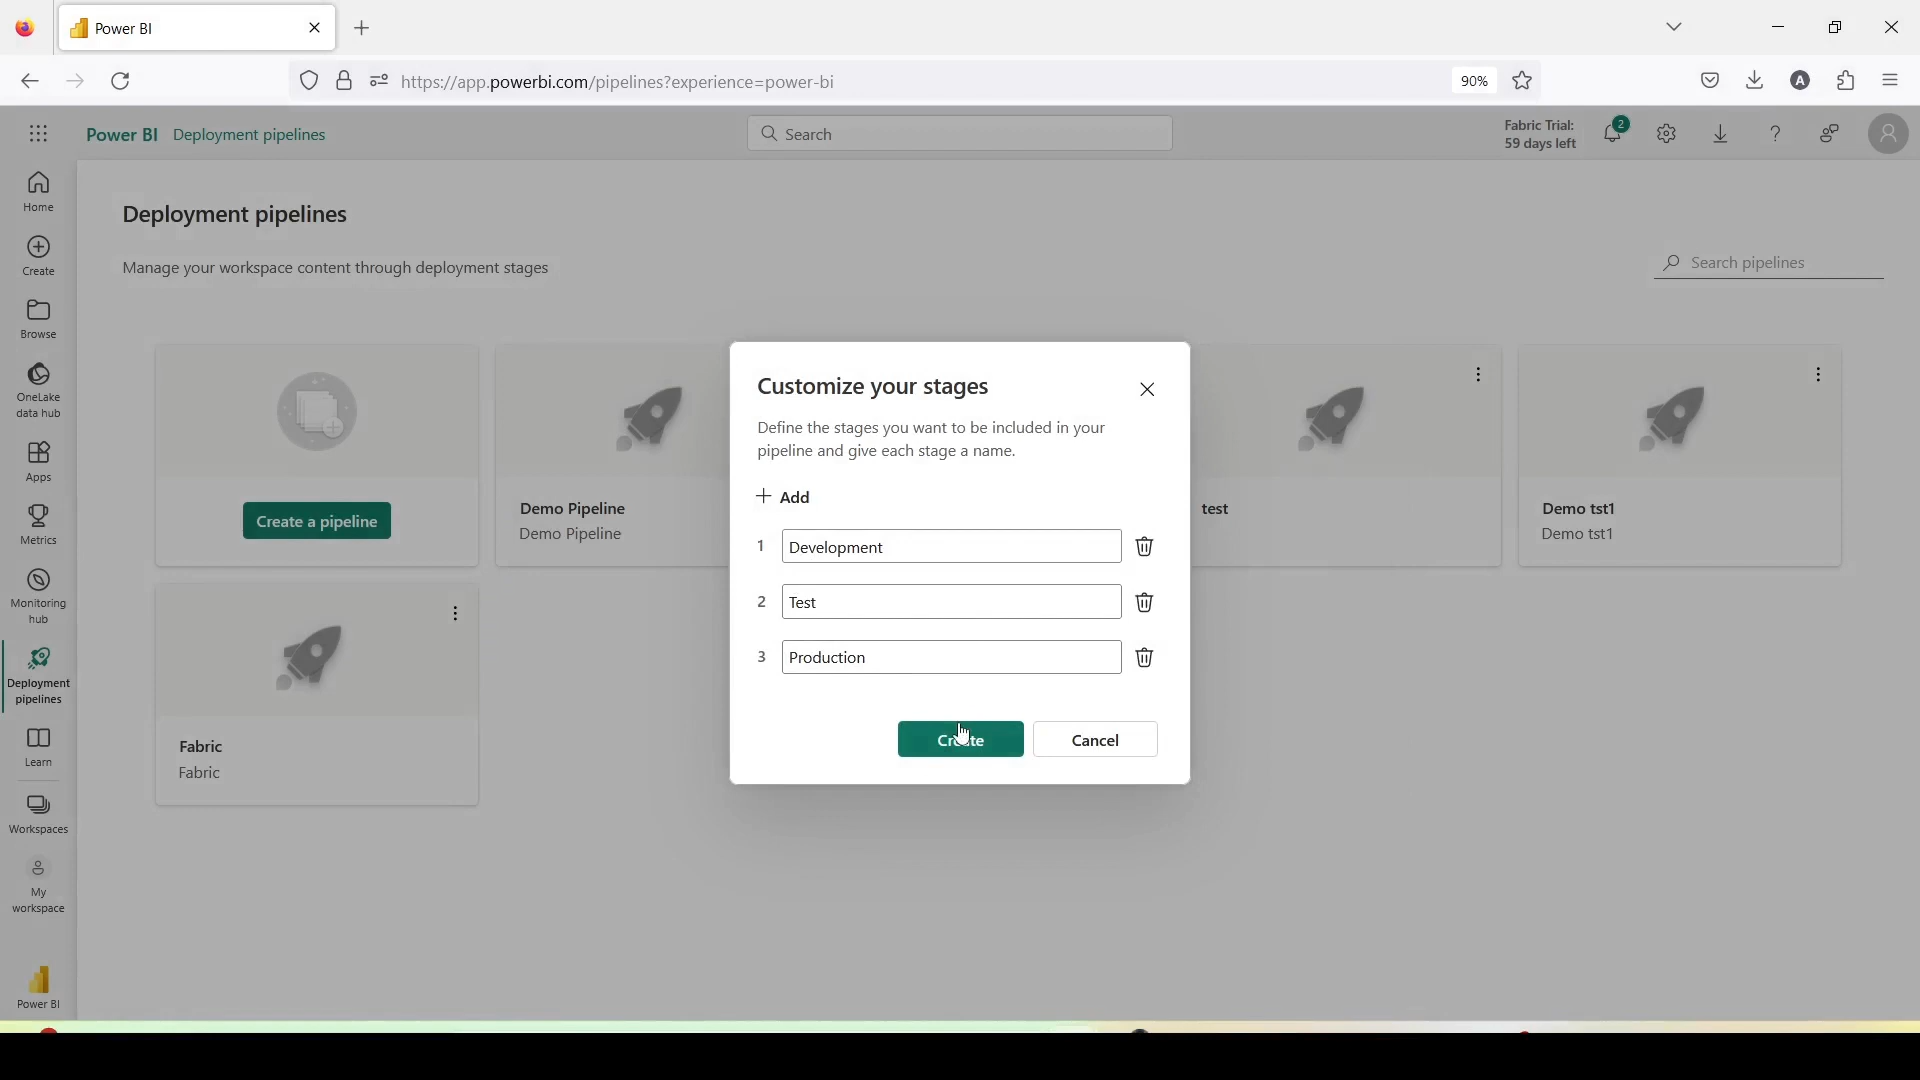 Power BI
https://app.powerbi.com/pipelines?experience=power-bi
90%
A
Power BI Deployment pipelines
Search
Fabric Trial:
59 days left
2
?
Home
Create
Browse
OneLake
data hub
Apps
Metrics
Monitoring
hub
Deployment
pipelines
Learn
Workspaces
My
workspace
Power BI
Deployment pipelines
Manage your workspace content through deployment stages
Search pipelines
Create a pipeline
Demo Pipeline
Demo Pipeline
test
Demo tst1
Demo tst1
Fabric
Fabric
Customize your stages
Define the stages you want to be included in your
pipeline and give each stage a name.
+ Add
1 Development
2 Test
3 Production
Create
Cancel